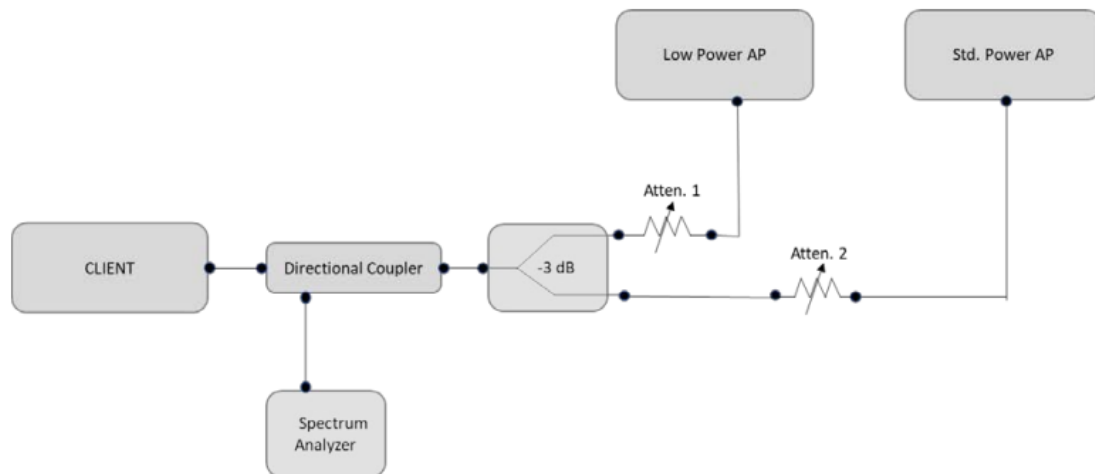 Low Power AP
Std. Power AP
Atten. 1
CLIENT
Directional Coupler
-3 dB
Atten. 2
Spectrum
Analyzer